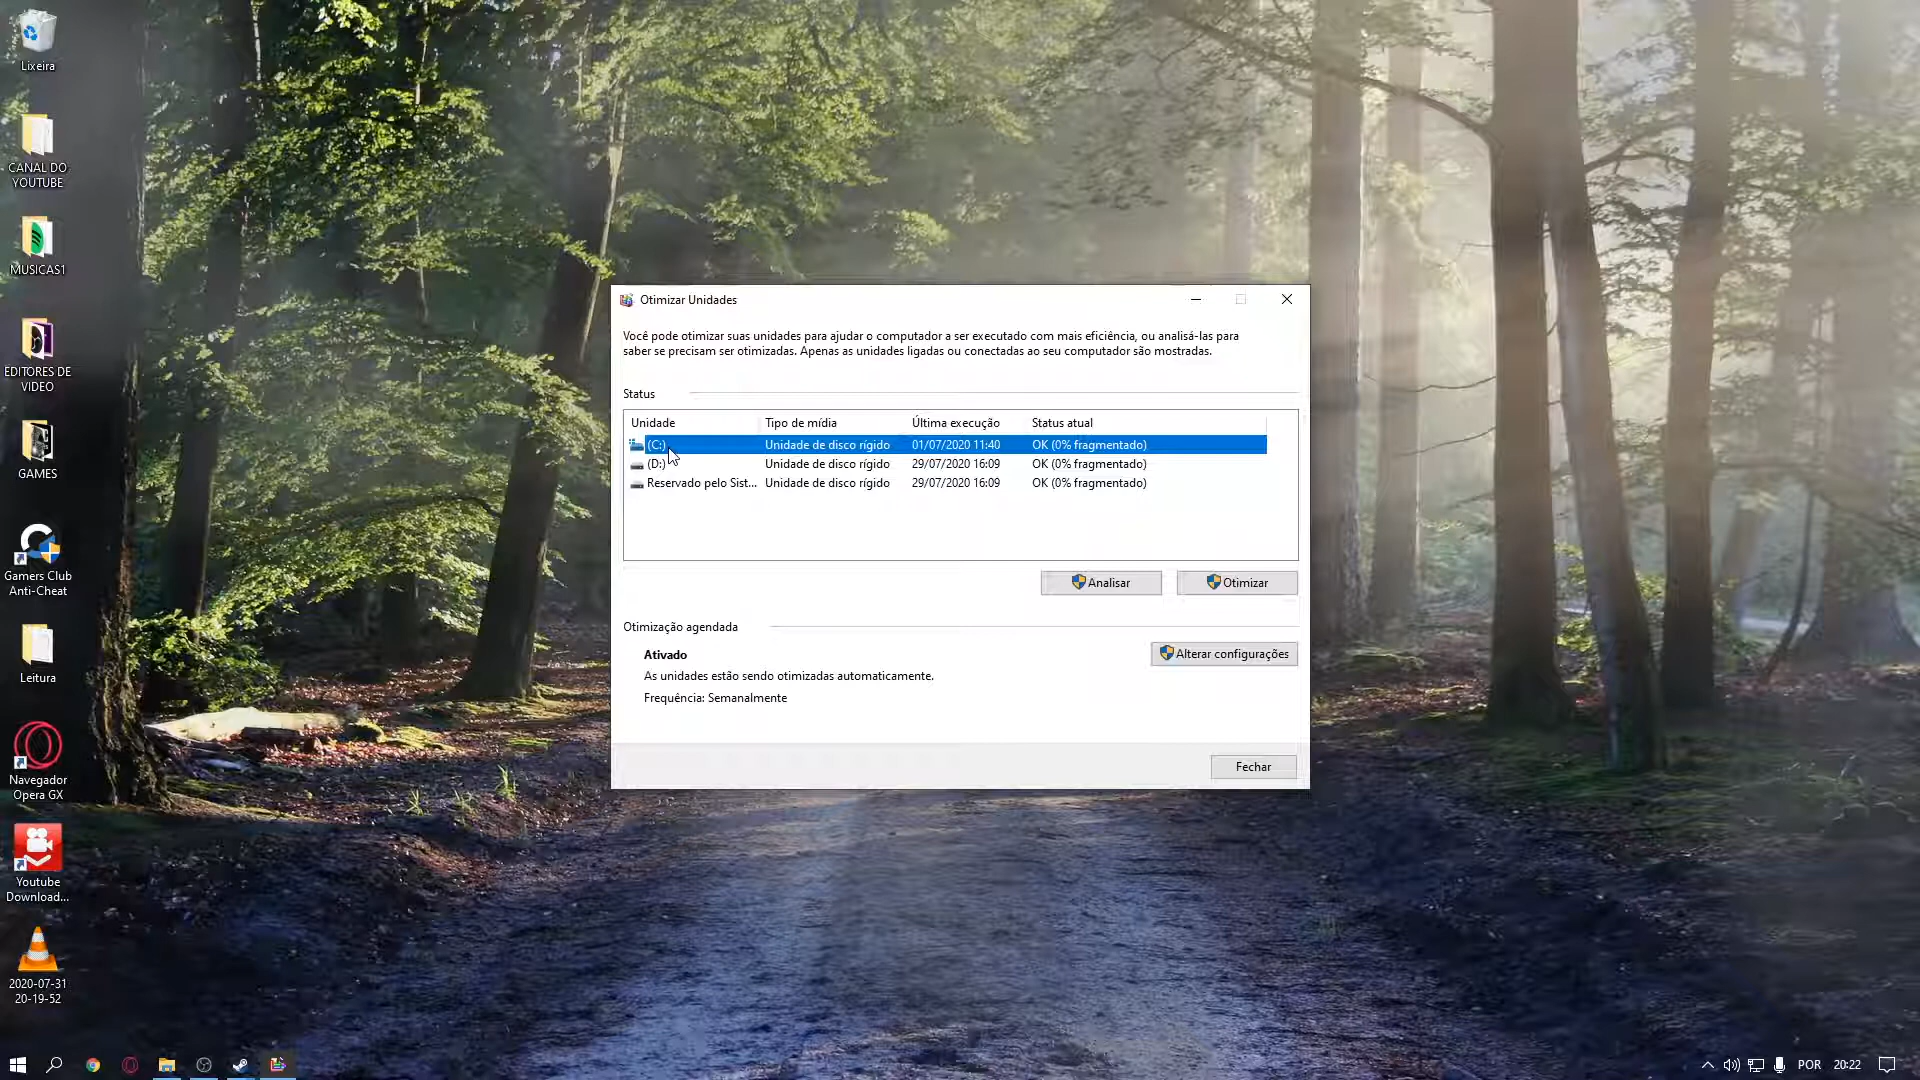 Lixeira
CANAL DO
YOUTUBE
MUSICAS1
EDITORES DE
VIDEO
GAMES
Gamers Club
Anti-Cheat
Leitura
Navegador
Opera GX
Youtube
Download...
2020-07-31
20-19-52
Otimizar Unidades
Você pode otimizar suas unidades para ajudar o computador a ser executado com mais eficiência, ou analisá-las para
saber se precisam ser otimizadas. Apenas as unidades ligadas ou conectadas ao seu computador são mostradas.
Status
Unidade Tipo de mídia Última execução Status atual
(C:) Unidade de disco rígido 01/07/2020 11:40 OK (0% fragmentado)
(D:) Unidade de disco rígido 29/07/2020 16:09 OK (0% fragmentado)
Reservado pelo Sist... Unidade de disco rígido 29/07/2020 16:09 OK (0% fragmentado)
Analisar Otimizar
Otimização agendada
Ativado Alterar configurações
As unidades estão sendo otimizadas automaticamente.
Frequência: Semanalmente
Fechar
POR 20:22